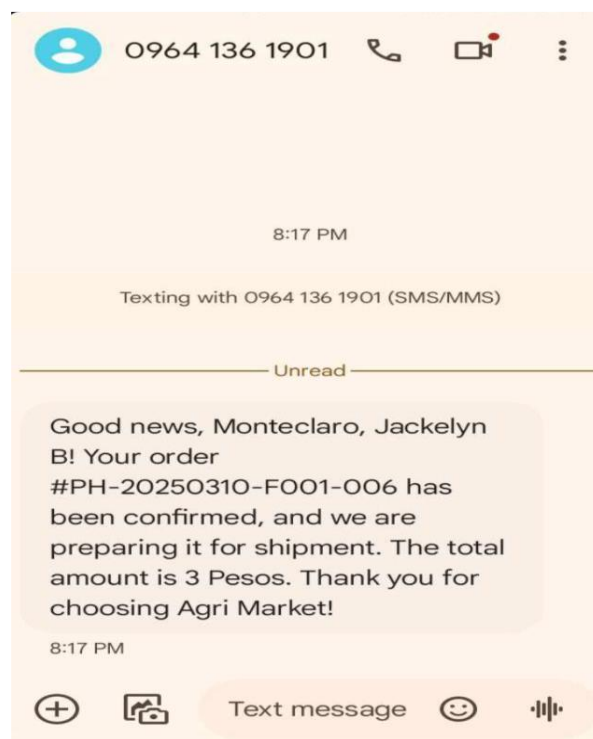 0964 136 1901
8:17 PM
Texting with 0964 136 1901 (SMS/MMS)
Unread
Good news, Monteclaro, Jackelyn
B! Your order
#PH-20250310-F001-006 has
been confirmed, and we are
preparing it for shipment. The total
amount is 3 Pesos. Thank you for
choosing Agri Market!
8:17 PM
Text message